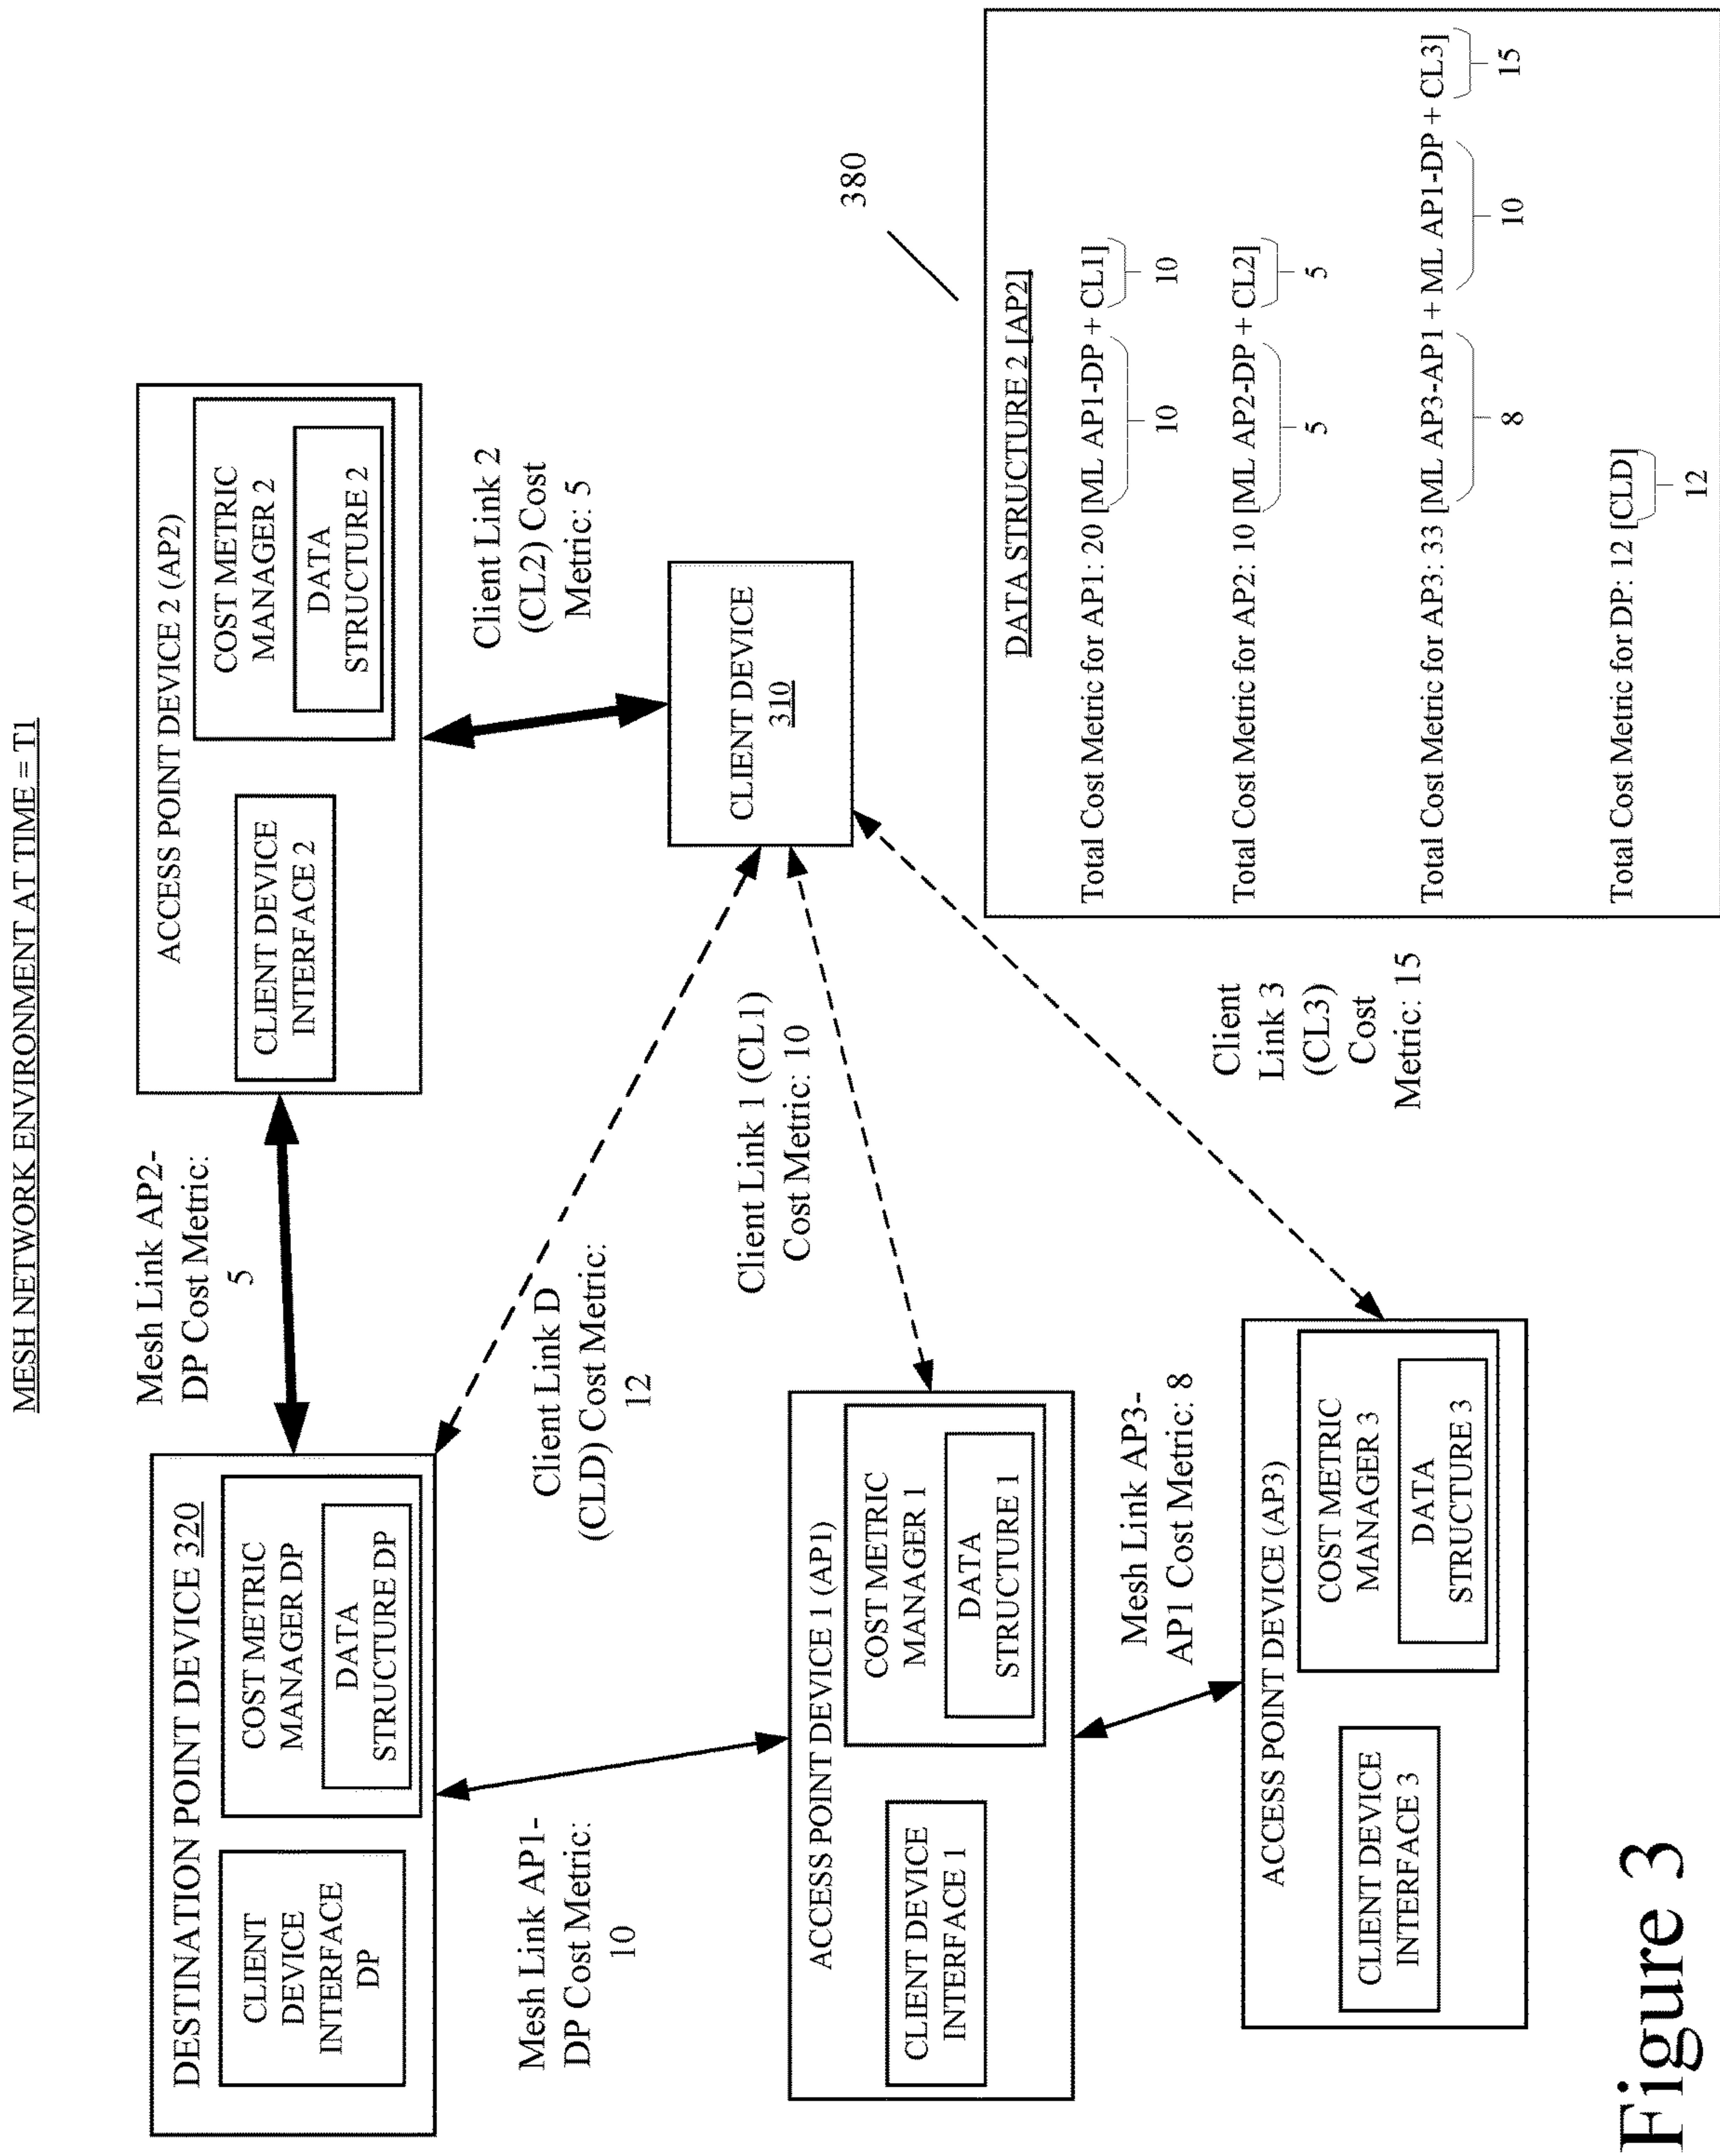 MESH NETWORK ENVIRONMENT AT TIME = T1
DESTINATION POINT DEVICE 320
CLIENT
DEVICE
INTERFACE
DP
COST METRIC
MANAGER DP
DATA
STRUCTURE DP
Mesh Link AP2-
DP Cost Metric:
5
ACCESS POINT DEVICE 2 (AP2)
CLIENT DEVICE
INTERFACE 2
COST METRIC
MANAGER 2
DATA
STRUCTURE 2
Mesh Link AP1-
DP Cost Metric:
10
Client Link D
(CLD) Cost Metric:
12
Client Link 2
(CL2) Cost
Metric: 5
Client Link 1 (CL1)
Cost Metric: 10
CLIENT DEVICE
310
ACCESS POINT DEVICE 1 (AP1)
CLIENT DEVICE
INTERFACE 1
COST METRIC
MANAGER 1
DATA
STRUCTURE 1
Mesh Link AP3-
AP1 Cost Metric: 8
Client
Link 3
(CL3)
Cost
Metric: 15
ACCESS POINT DEVICE (AP3)
CLIENT DEVICE
INTERFACE 3
COST METRIC
MANAGER 3
DATA
STRUCTURE 3
380
DATA STRUCTURE 2 [AP2]
Total Cost Metric for AP1: 20 [ML AP1-DP + CL1]
10 10
Total Cost Metric for AP2: 10 [ML AP2-DP + CL2]
5 5
Total Cost Metric for AP3: 33 [ML AP3-AP1 + ML AP1-DP + CL3]
8 10 15
Total Cost Metric for DP: 12 [CLD]
12
Figure 3